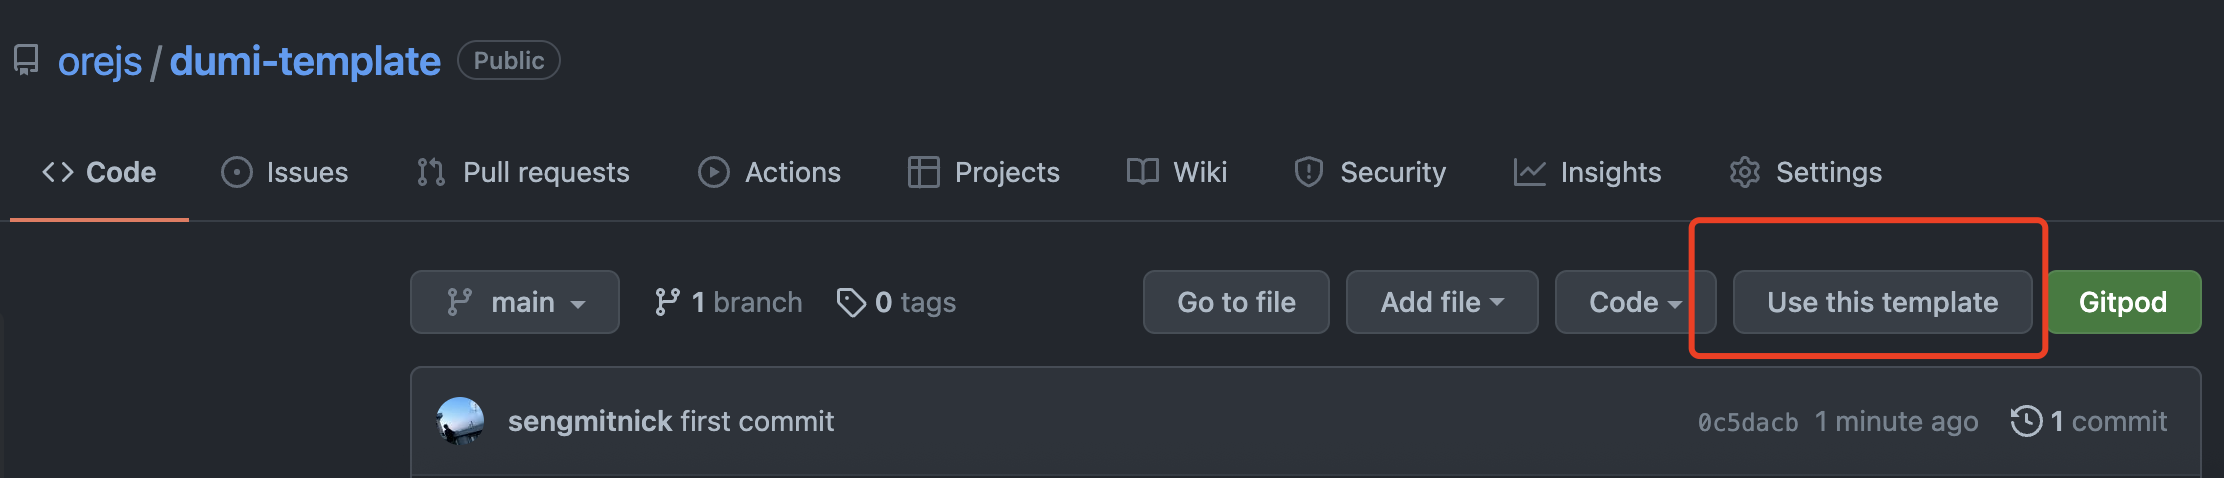 orejs / dumi-template Public
Code Issues Pull requests Actions Projects Wiki Security Insights Settings
main 1 branch 0 tags Go to file Add file Code Use this template Gitpod
sengmitnick first commit 0c5dacb 1 minute ago 1 commit